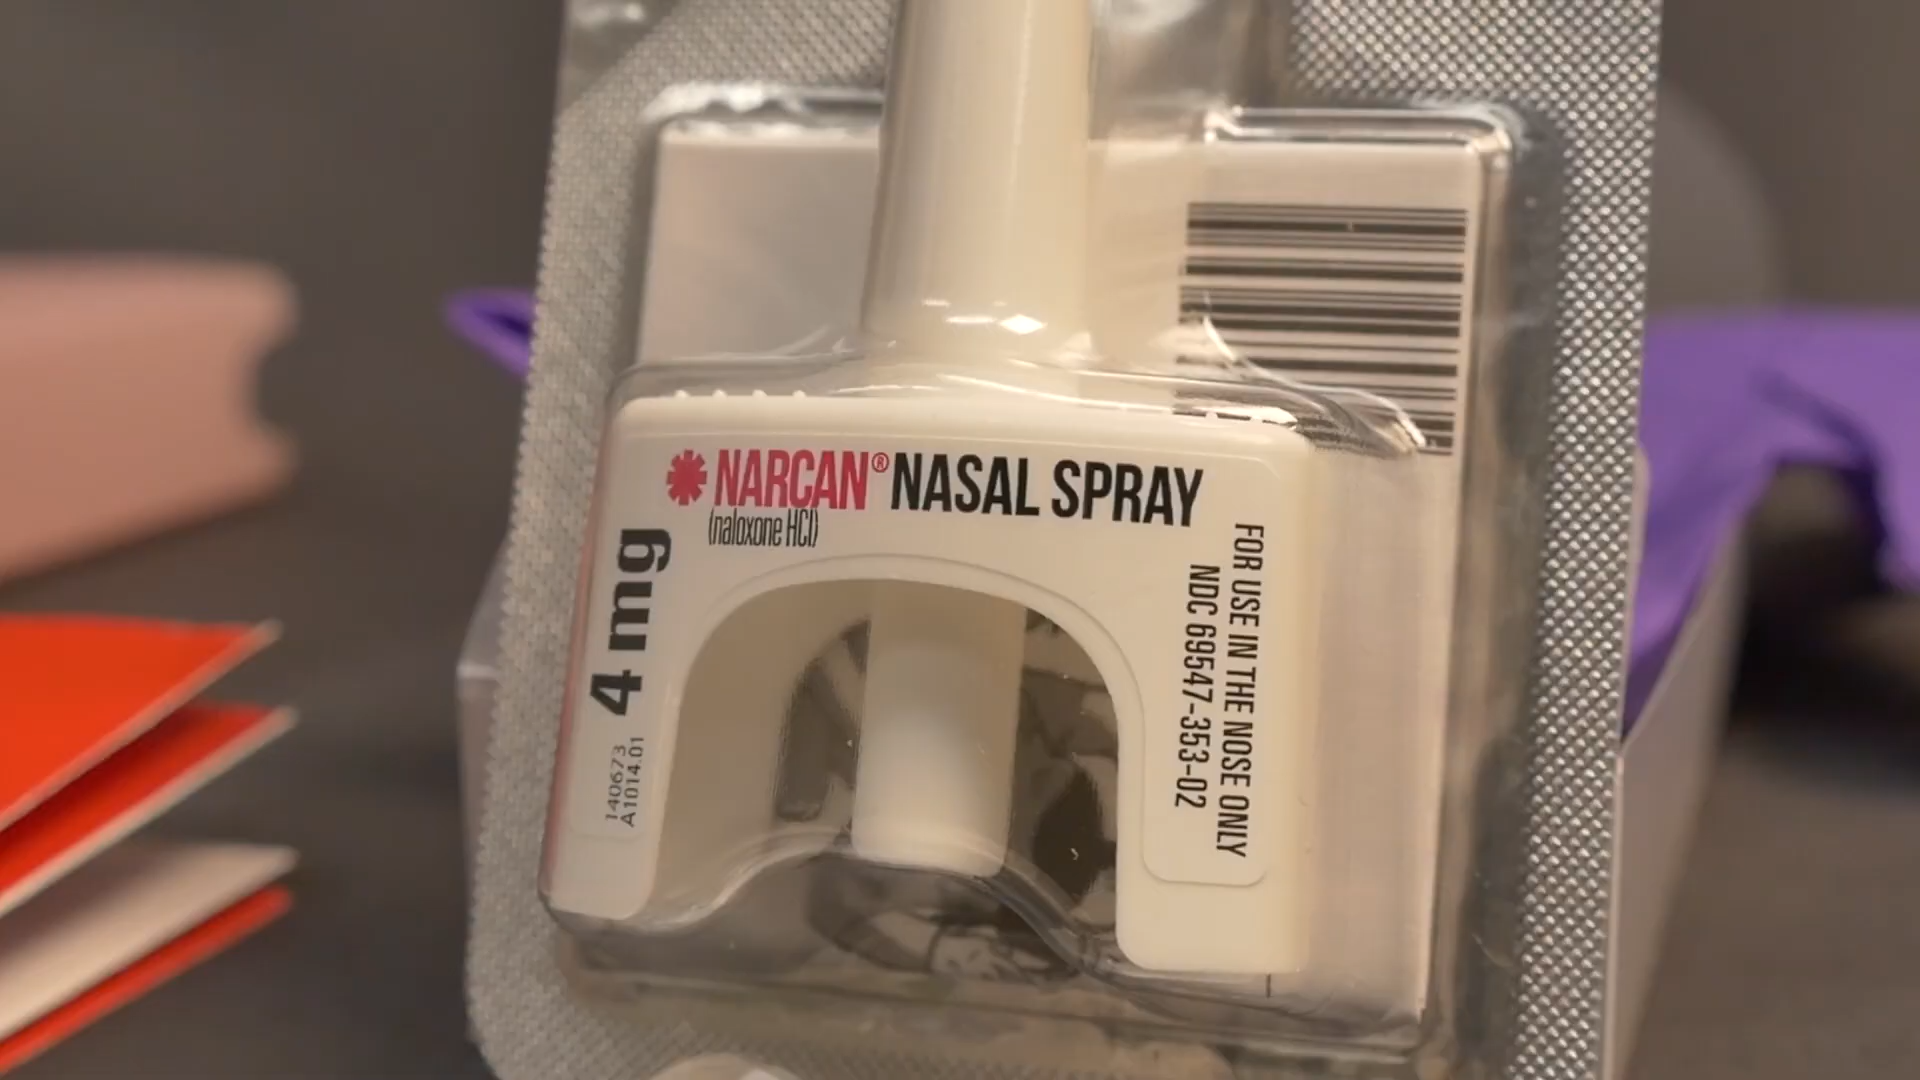 NARCAN® NASAL SPRAY
(naloxone HCl)
4 mg
140673
A1014.01
FOR USE IN THE NOSE ONLY
NDC 69547-353-02